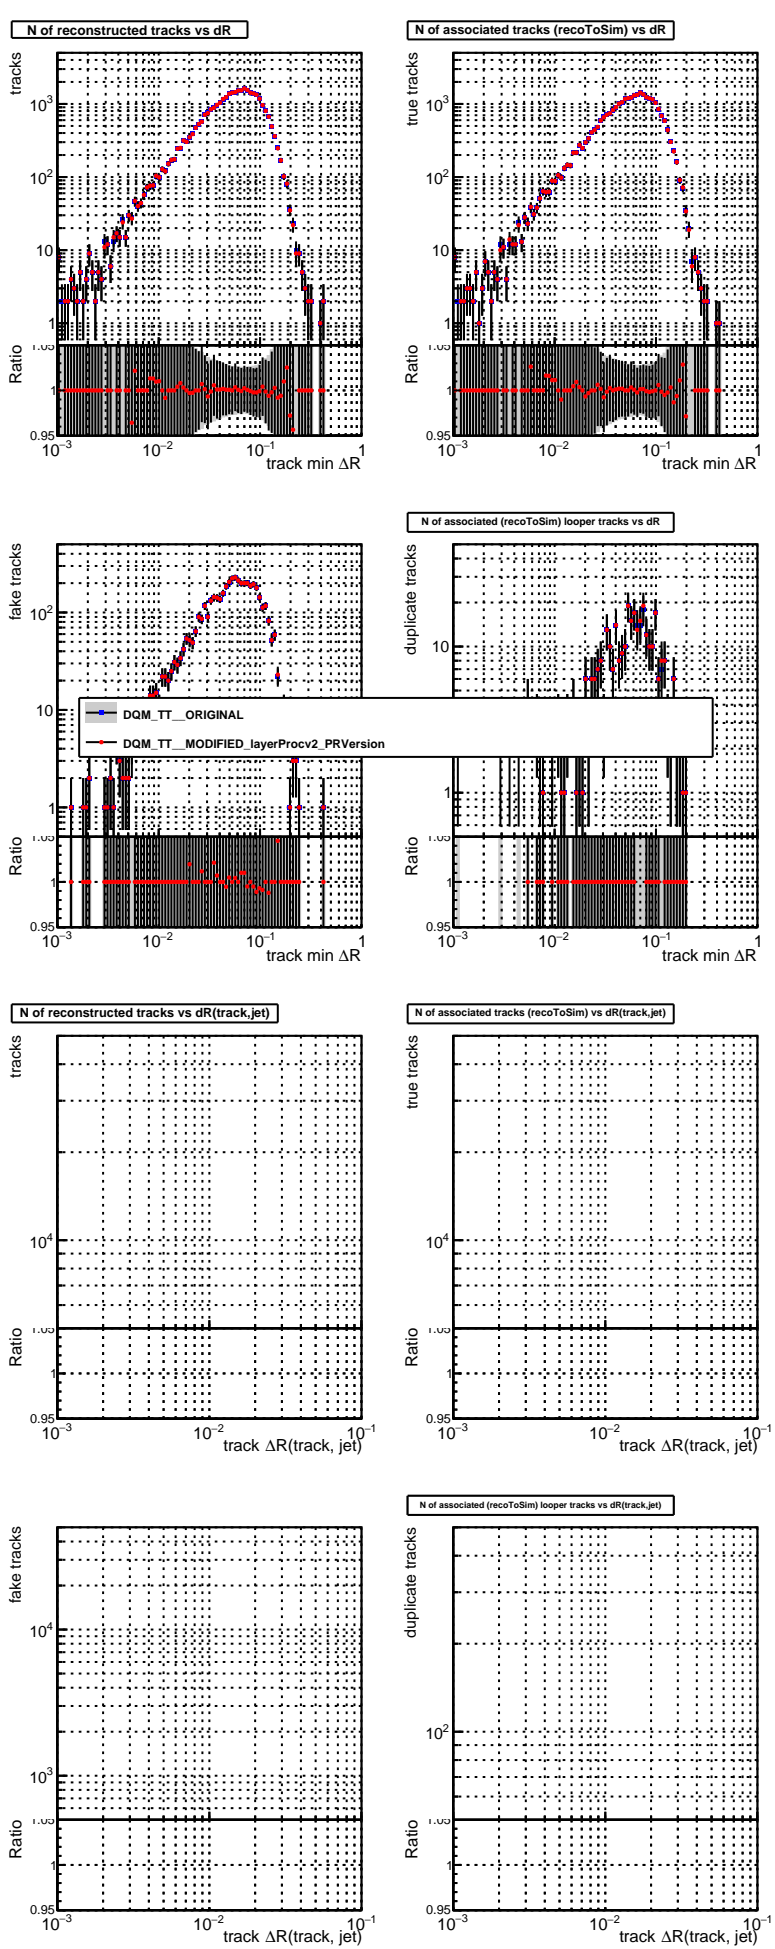 N of reconstructed tracks vs dR
N of associated tracks (recoToSim) vs dR
tracks
10³
10²
10
1
Ratio
1.05
1
0.95
10⁻³
10⁻²
10⁻¹
1
track min ΔR
true tracks
10³
10²
10
1
Ratio
1.05
1
0.95
10⁻³
10⁻²
10⁻¹
1
track min ΔR
N of associated (recoToSim) looper tracks vs dR
fake tracks
10²
10
1
Ratio
1.05
1
0.95
10⁻³
10⁻²
10⁻¹
1
track min ΔR
duplicate tracks
10
1
Ratio
1.05
1
0.95
10⁻³
10⁻²
10⁻¹
1
track min ΔR
DQM_TT__ORIGINAL
DQM_TT__MODIFIED_layerProcv2_PRVersion
N of reconstructed tracks vs dR(track,jet)
N of associated tracks (recoToSim) vs dR(track,jet)
tracks
10⁴
Ratio
1.05
1
0.95
10⁻³
10⁻²
10⁻¹
track ΔR(track, jet)
true tracks
10⁴
Ratio
1.05
1
0.95
10⁻³
10⁻²
10⁻¹
track ΔR(track, jet)
N of associated (recoToSim) looper tracks vs dR(track,jet)
fake tracks
10⁴
10³
Ratio
1.05
1
0.95
10⁻³
10⁻²
10⁻¹
track ΔR(track, jet)
duplicate tracks
10²
Ratio
1.05
1
0.95
10⁻³
10⁻²
10⁻¹
track ΔR(track, jet)